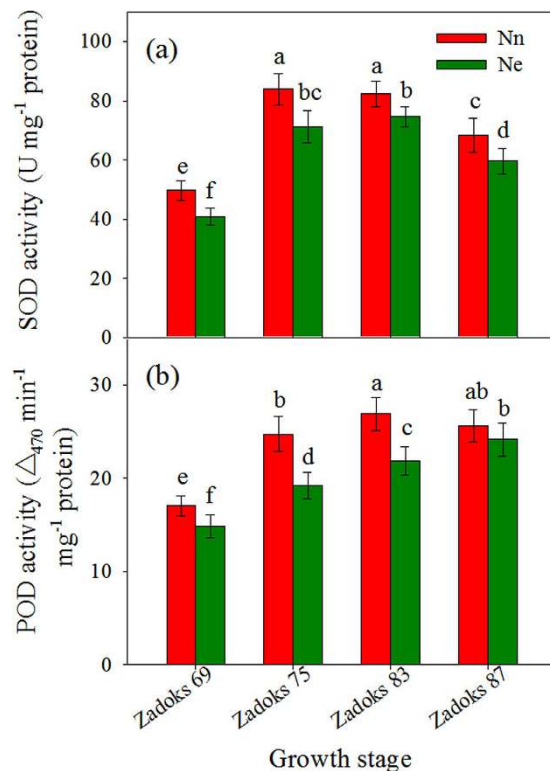 (a)
Nn
Ne
SOD activity (U mg⁻¹ protein)
100
80
60
40
20
0
e
f
a
bc
a
b
c
d
(b)
POD activity (△₄₇₀ min⁻¹
mg⁻¹ protein)
30
20
10
0
e
f
b
d
a
c
ab
b
Zadoks 69
Zadoks 75
Zadoks 83
Zadoks 87
Growth stage